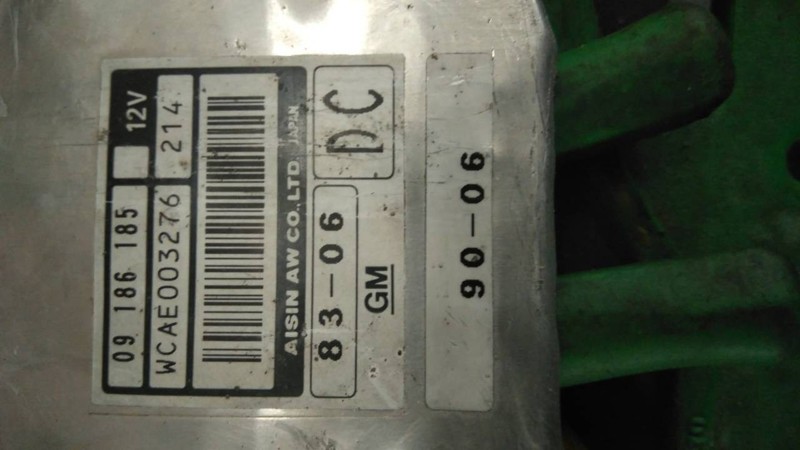 09 186 185 12V
WCAE003276 214
AISIN AW CO., LTD. JAPAN
83-06 DC
GM
90-06